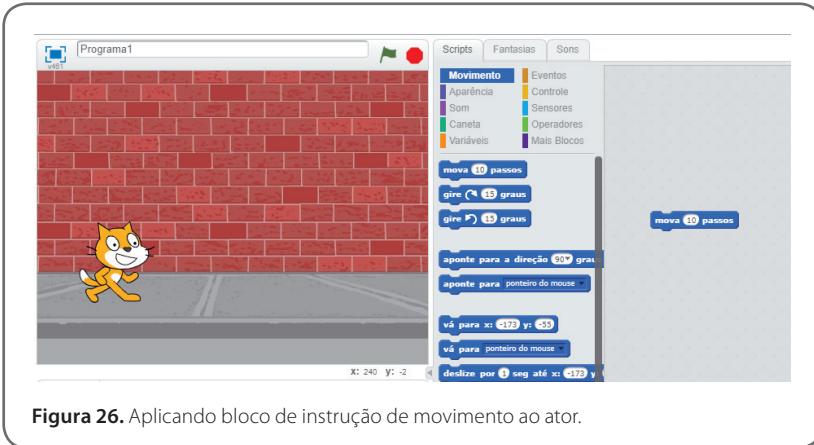 Programa1
v461
Scripts Fantasias Sons
Movimento Eventos
Aparência Controle
Som Sensores
Caneta Operadores
Variáveis Mais Blocos
mova 10 passos
gire 15 graus
gire 15 graus
aponte para a direção 90 grau
aponte para ponteiro do mouse
vá para x: -173 y: -55
vá para ponteiro do mouse
deslize por 1 seg até x: -173 y
mova 10 passos
x: 240 y: -2
Figura 26. Aplicando bloco de instrução de movimento ao ator.